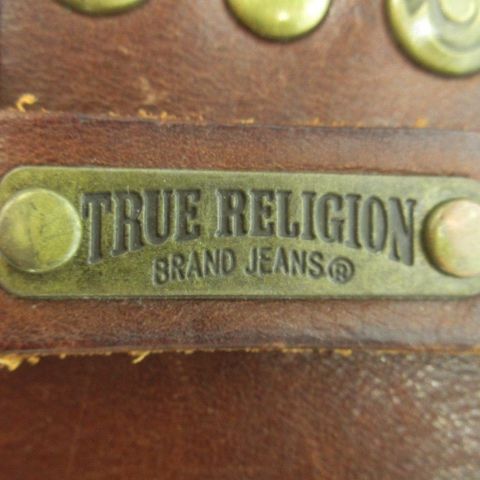 TRUE RELIGION
BRAND JEANS®